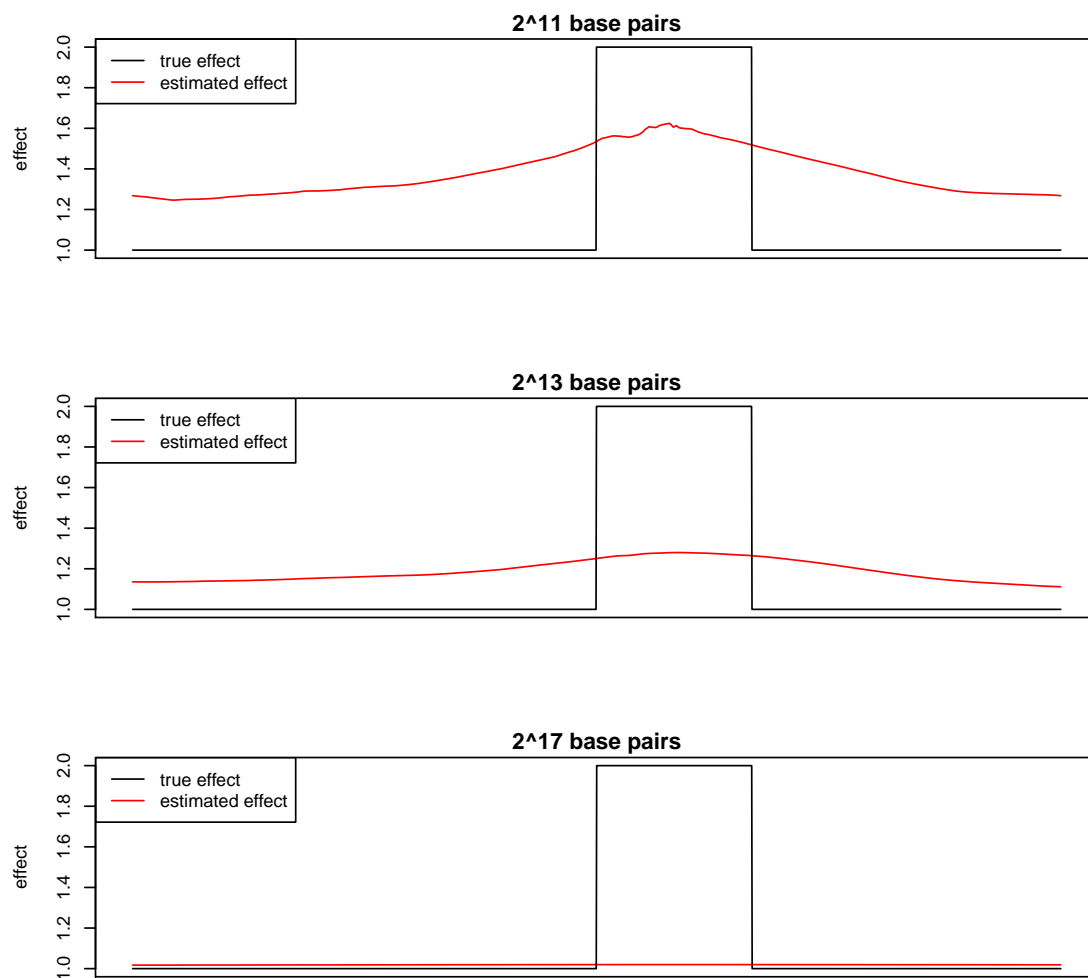 2^11 base pairs
true effect
estimated effect
effect
2.0
1.8
1.6
1.4
1.2
1.0
2^13 base pairs
true effect
estimated effect
effect
2.0
1.8
1.6
1.4
1.2
1.0
2^17 base pairs
true effect
estimated effect
effect
2.0
1.8
1.6
1.4
1.2
1.0